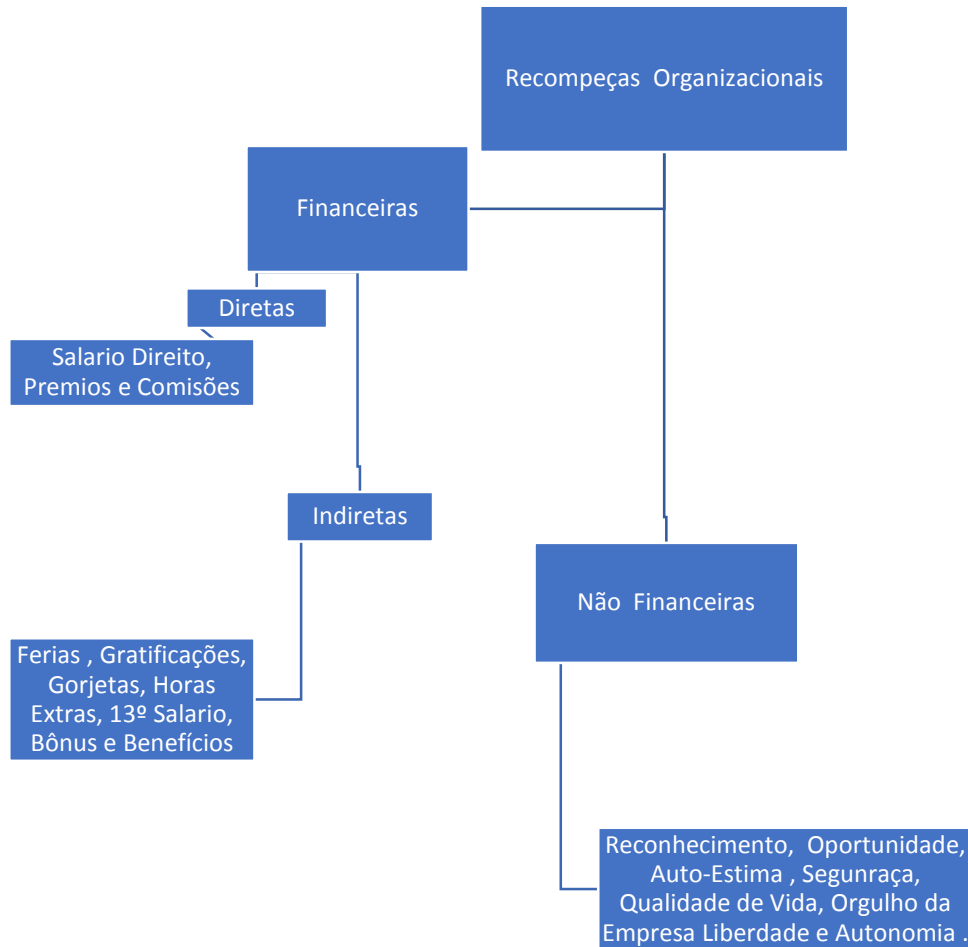 Recompeças  Organizacionais
Financeiras
Diretas
Salario Direito,
Premios e Comisões
Indiretas
Não  Financeiras
Ferias , Gratificações,
Gorjetas, Horas
Extras, 13º Salario,
Bônus e Benefícios
Reconhecimento,  Oportunidade,
Auto-Estima , Segunraça,
Qualidade de Vida, Orgulho da
Empresa Liberdade e Autonomia .